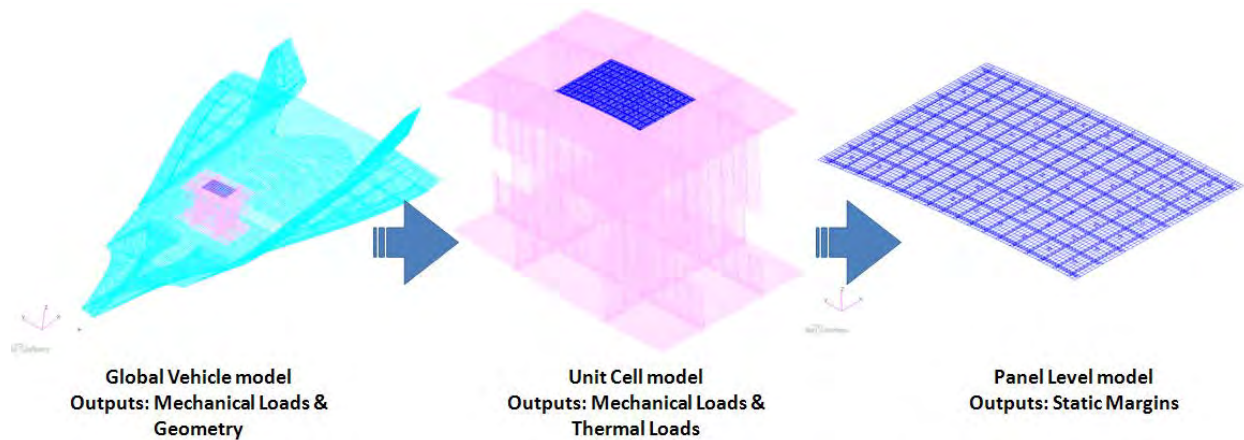 Global Vehicle model
Outputs: Mechanical Loads &
Geometry
Unit Cell model
Outputs: Mechanical Loads &
Thermal Loads
Panel Level model
Outputs: Static Margins